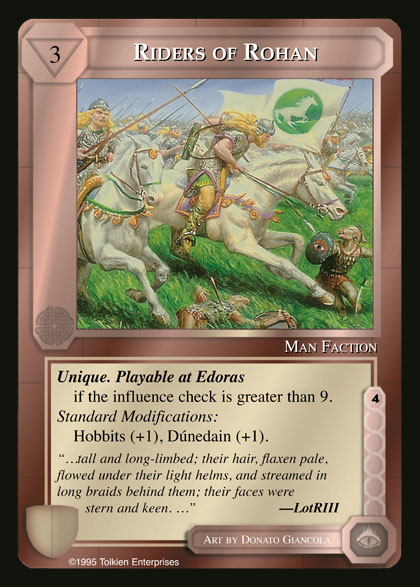 3
RIDERS OF ROHAN
MAN FACTION
Unique. Playable at Edoras
if the influence check is greater than 9.
4
Standard Modifications:
Hobbits (+1), Dúnedain (+1).
“…tall and long-limbed; their hair, flaxen pale,
flowed under their light helms, and streamed in
long braids behind them; their faces were
stern and keen. …” —LotRIII
ART BY DONATO GIANCOLA
©1995 Tolkien Enterprises